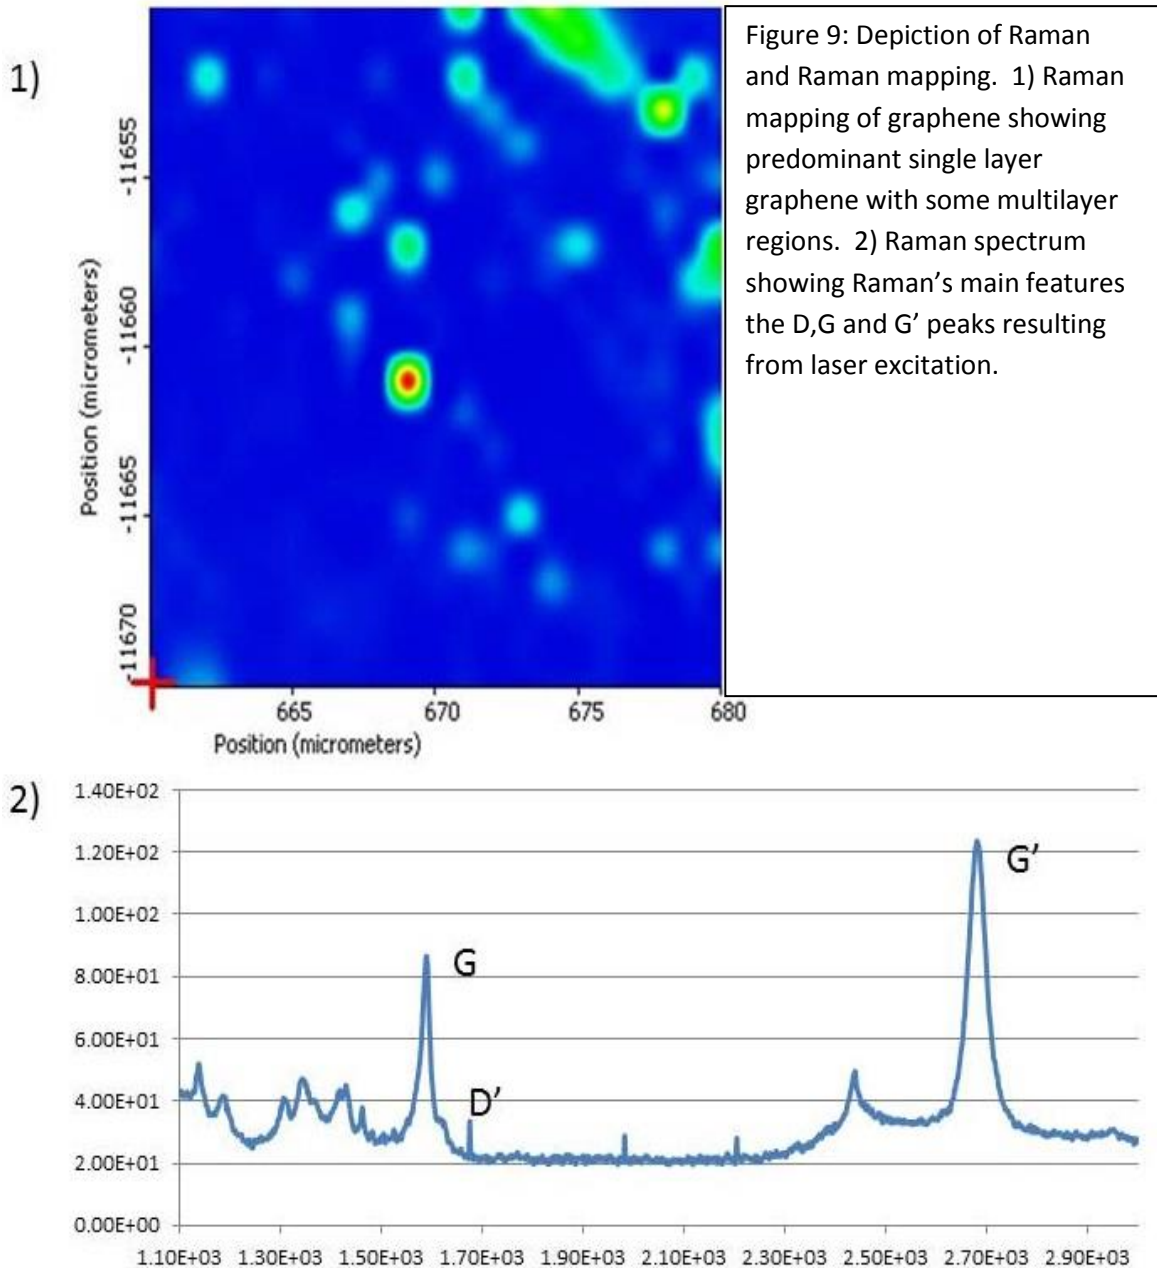 1)
Position (micrometers)
-11655
-11660
-11665
-11670
665 670 675 680
Position (micrometers)
Figure 9: Depiction of Raman
and Raman mapping. 1) Raman
mapping of graphene showing
predominant single layer
graphene with some multilayer
regions. 2) Raman spectrum
showing Raman’s main features
the D,G and G’ peaks resulting
from laser excitation.
2)
1.40E+02
1.20E+02
1.00E+02
8.00E+01
6.00E+01
4.00E+01
2.00E+01
0.00E+00
G
D’
G’
1.10E+03 1.30E+03 1.50E+03 1.70E+03 1.90E+03 2.10E+03 2.30E+03 2.50E+03 2.70E+03 2.90E+03